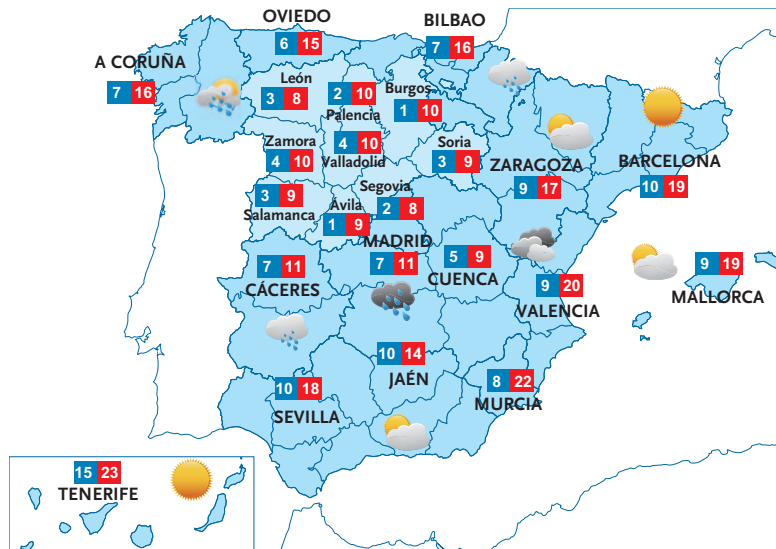 OVIEDO
6 15
BILBAO
7 16
A CORUÑA
7 16
León
3 8
2 10
Palencia
Burgos
1 10
Zamora
4 10
4 10
Valladolid
Soria
3 9
ZARAGOZA
9 17
BARCELONA
10 19
3 9
Salamanca
Ávila
1 9
Segovia
2 8
MADRID
7 11
5 9
CUENCA
7 11
CÁCERES
9 20
VALENCIA
9 19
MALLORCA
10 14
JAÉN
8 22
MURCIA
10 18
SEVILLA
15 23
TENERIFE